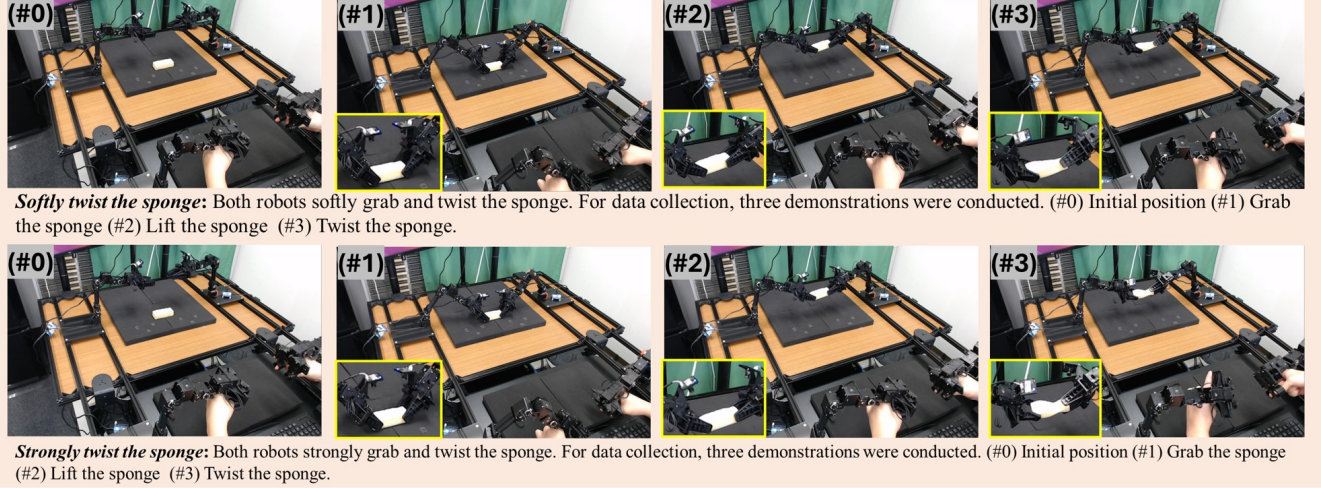 (#0) (#1) (#2) (#3)
Softly twist the sponge: Both robots softly grab and twist the sponge. For data collection, three demonstrations were conducted. (#0) Initial position (#1) Grab
the sponge (#2) Lift the sponge (#3) Twist the sponge.
(#0) (#1) (#2) (#3)
Strongly twist the sponge: Both robots strongly grab and twist the sponge. For data collection, three demonstrations were conducted. (#0) Initial position (#1) Grab the sponge
(#2) Lift the sponge (#3) Twist the sponge.